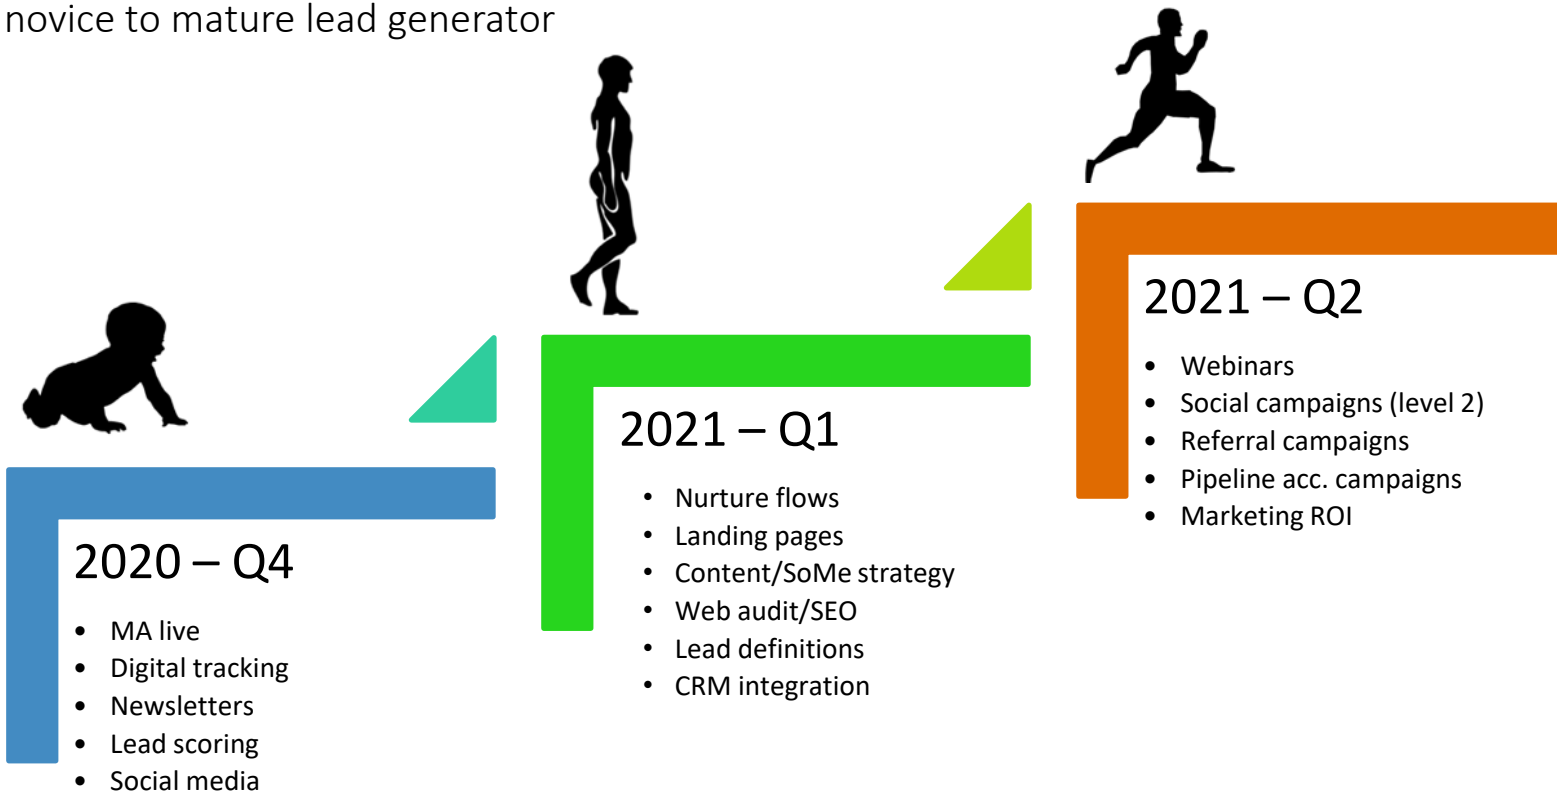 novice to mature lead generator
2020 – Q4
• MA live
• Digital tracking
• Newsletters
• Lead scoring
• Social media
2021 – Q1
• Nurture flows
• Landing pages
• Content/SoMe strategy
• Web audit/SEO
• Lead definitions
• CRM integration
2021 – Q2
• Webinars
• Social campaigns (level 2)
• Referral campaigns
• Pipeline acc. campaigns
• Marketing ROI